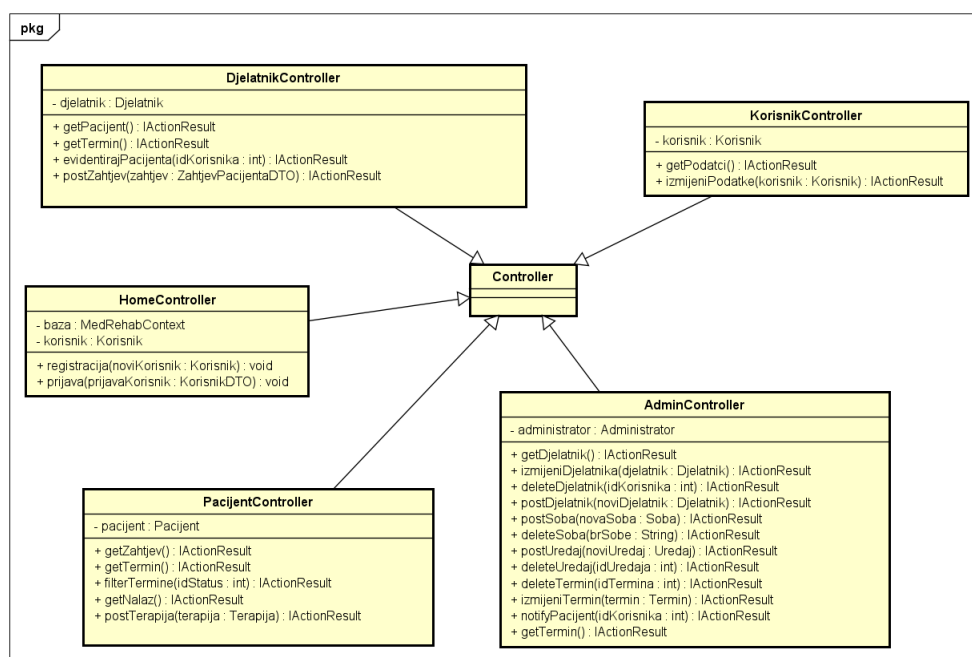 pkg
DjelatnikController
- djelatnik : Djelatnik
+ getPacijent() : IActionResult
+ getTermin() : IActionResult
+ evidentirajPacijenta(idKorisnika : int) : IActionResult
+ postZahtjev(zahtjev : ZahtjevPacijentaDTO) : IActionResult
KorisnikController
- korisnik : Korisnik
+ getPodatci() : IActionResult
+ izmijeniPodatke(korisnik : Korisnik) : IActionResult
Controller
HomeController
- baza : MedRehabContext
- korisnik : Korisnik
+ registracija(noviKorisnik : Korisnik) : void
+ prijava(prijavaKorisnik : KorisnikDTO) : void
AdminController
- administrator : Administrator
+ getDjelatnik() : IActionResult
+ izmijeniDjelatnika(djelatnik : Djelatnik) : IActionResult
+ deleteDjelatnik(idKorisnika : int) : IActionResult
+ postDjelatnik(noviDjelatnik : Djelatnik) : IActionResult
+ postSoba(novaSoba : Soba) : IActionResult
+ deleteSoba(brSobe : String) : IActionResult
+ postUredaj(noviUredaj : Uredaj) : IActionResult
+ deleteUredaj(idUredaja : int) : IActionResult
+ deleteTermin(idTermina : int) : IActionResult
+ izmijeniTermin(termin : Termin) : IActionResult
+ notifyPacijent(idKorisnika : int) : IActionResult
+ getTermin() : IActionResult
PacijentController
- pacijent : Pacijent
+ getZahtjev() : IActionResult
+ getTermin() : IActionResult
+ filterTermine(idStatus : int) : IActionResult
+ getNalaz() : IActionResult
+ postTerapija(terapija : Terapija) : IActionResult